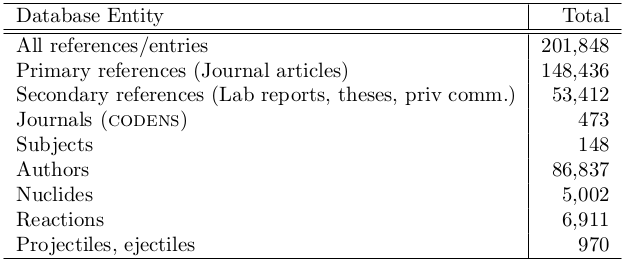 Database Entity Total
All references/entries 201,848
Primary references (Journal articles) 148,436
Secondary references (Lab reports, theses, priv comm.) 53,412
Journals (CODENS) 473
Subjects 148
Authors 86,837
Nuclides 5,002
Reactions 6,911
Projectiles, ejectiles 970